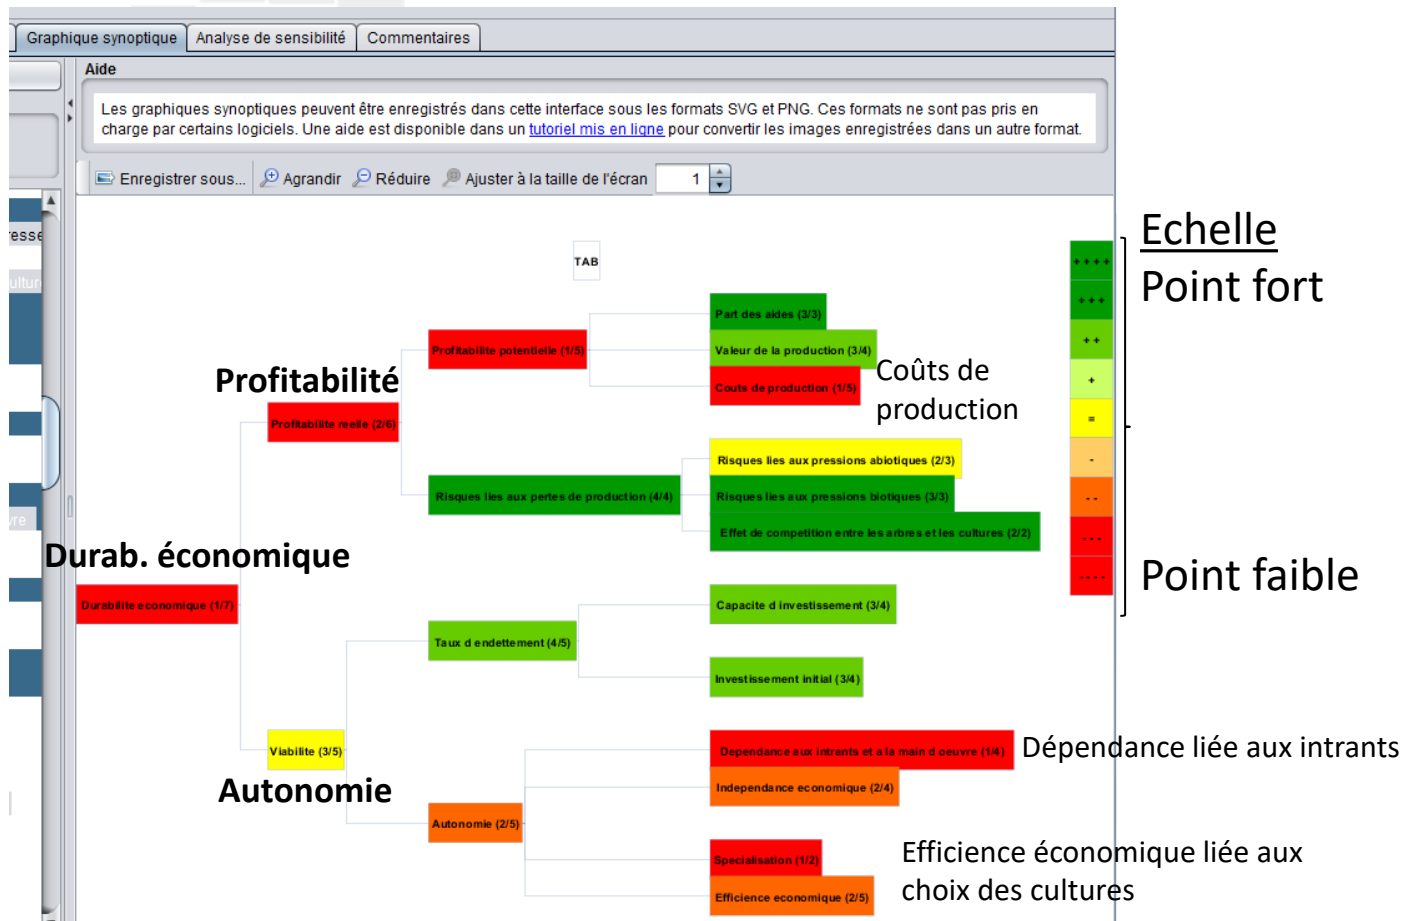 Graphique synoptique
Analyse de sensibilité
Commentaires
Aide
Les graphiques synoptiques peuvent être enregistrés dans cette interface sous les formats SVG et PNG. Ces formats ne sont pas pris en
charge par certains logiciels. Une aide est disponible dans un tutoriel mis en ligne pour convertir les images enregistrées dans un autre format.
Enregistrer sous... Agrandir Réduire Ajuster à la taille de l'écran 1
TAB
Echelle
Point fort
++++
+++
++
+
=
-
--
---
----
Point faible
Part des aides (3/3)
Profitabilite potentielle (1/5)
Valeur de la production (3/4)
Couts de production (1/5)
Coûts de
production
Profitabilité
Profitabilite reelle (2/6)
Risques lies aux pressions abiotiques (2/3)
Risques lies aux pertes de production (4/4)
Risques lies aux pressions biotiques (3/3)
Effet de competition entre les arbres et les cultures (2/2)
Durab. économique
Durabilite economique (1/7)
Capacite d investissement (3/4)
Taux d endettement (4/5)
Investissement initial (3/4)
Viabilite (3/5)
Dependance aux intrants et a la main d oeuvre (1/4)
Dépendance liée aux intrants
Independance economique (2/4)
Autonomie
Autonomie (2/5)
Specialisation (1/2)
Efficience economique (2/5)
Efficience économique liée aux
choix des cultures